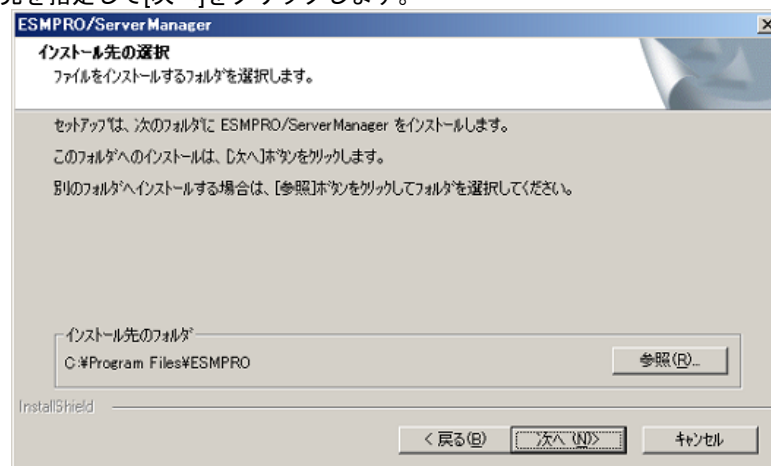 先を指定して[次へ]をクリックします。
ESMPRO/ServerManager
インストール先の選択
ファイルをインストールするフォルダを選択します。
セットアップは、次のフォルダに ESMPRO/ServerManager をインストールします。
このフォルダへのインストールは、[次へ]ボタンをクリックします。
別のフォルダへインストールする場合は、[参照]ボタンをクリックしてフォルダを選択してください。
インストール先のフォルダ
C:¥Program Files¥ESMPRO
参照(R)...
InstallShield
< 戻る(B)
次へ (N)>
キャンセル